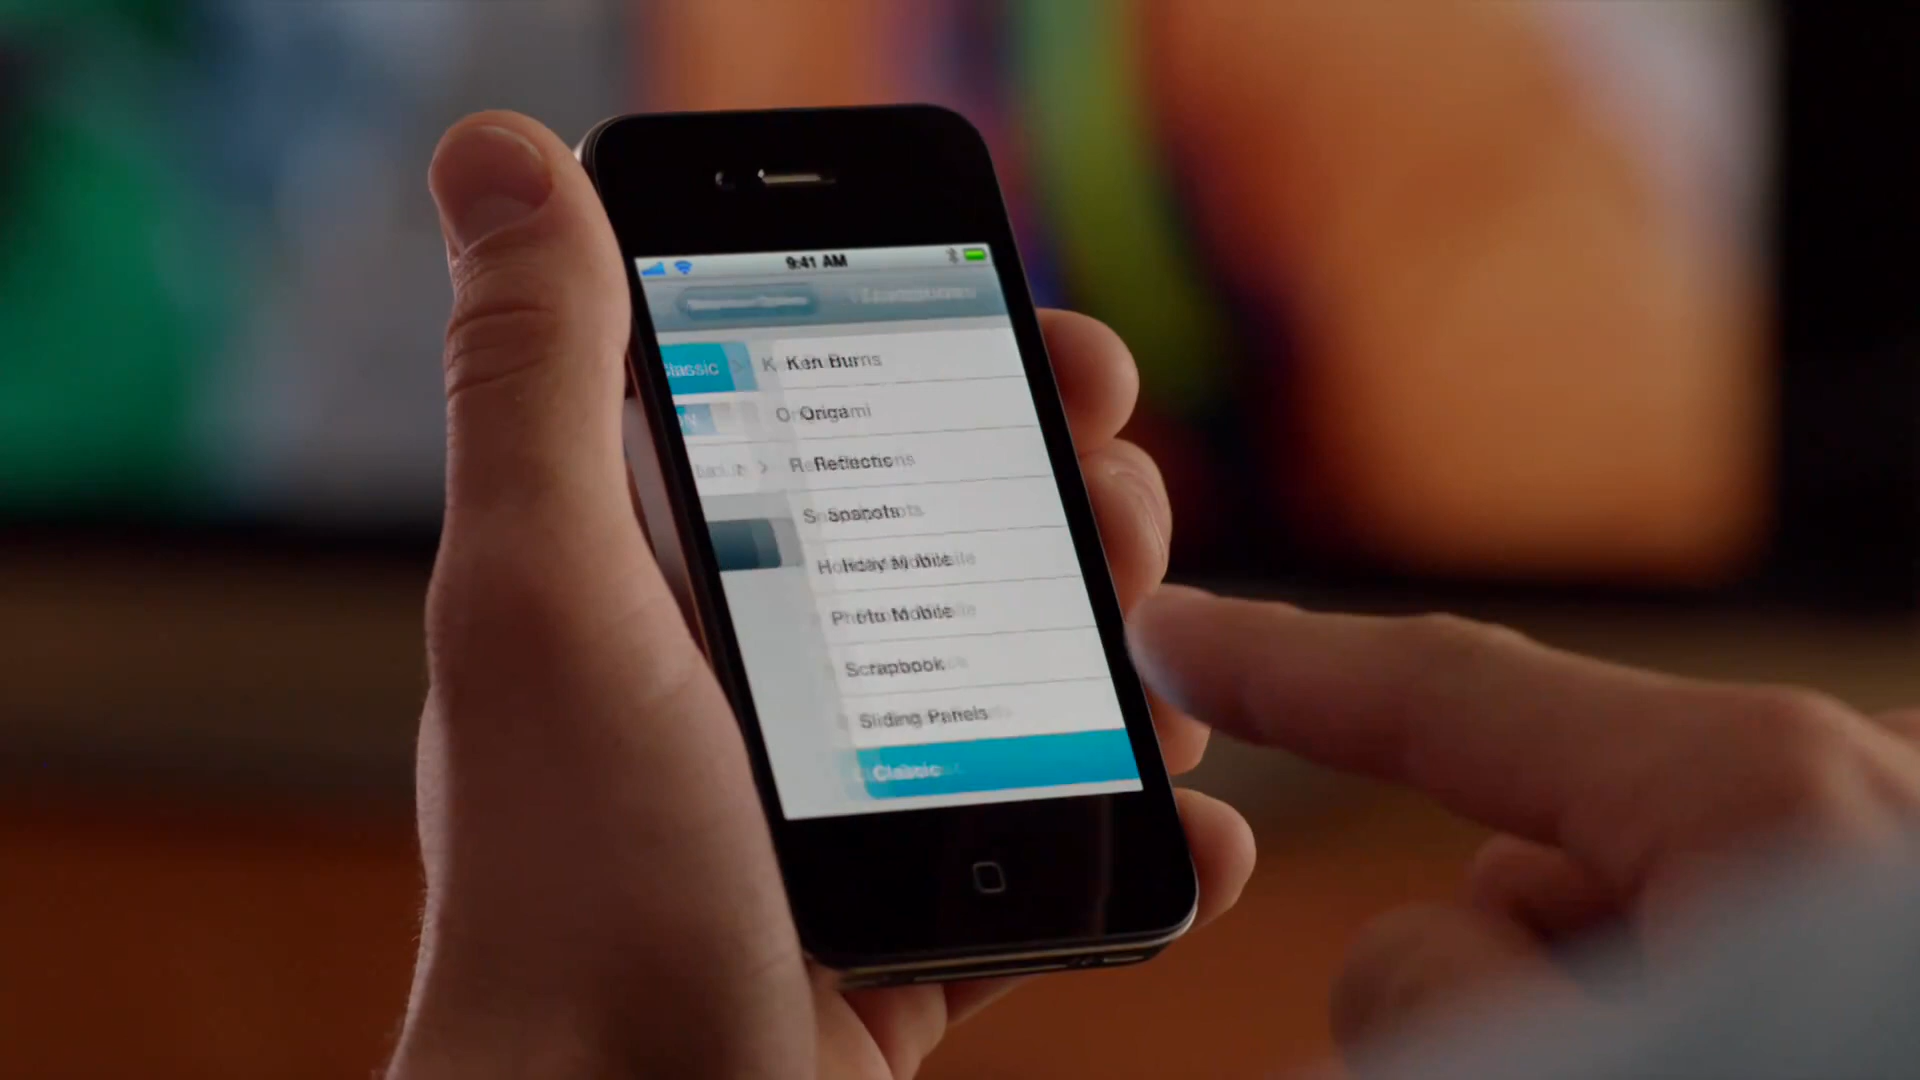 9:41 AM
Classic
Ken Burns
Origami
Reflections
Snapshots
Holiday Mobile
Photo Mobile
Scrapbook
Sliding Panels
Classic